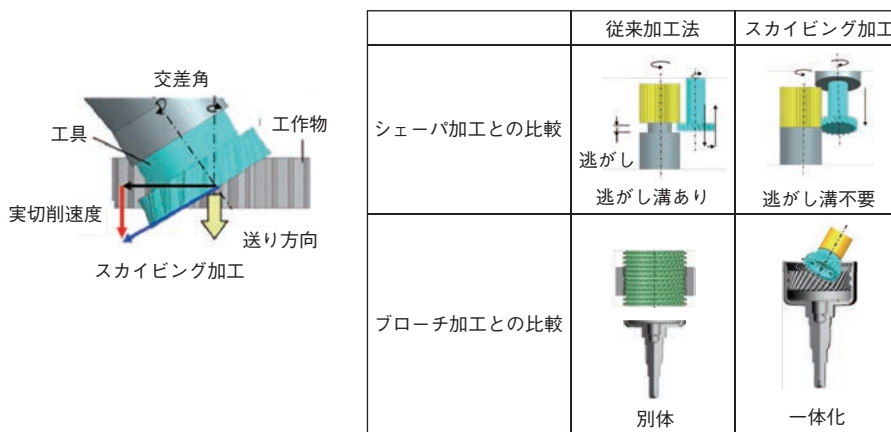 交差角
工具
工作物
実切削速度
送り方向
スカイビング加工
従来加工法
スカイビング加工
シェーパ加工との比較
逃がし
逃がし溝あり
逃がし溝不要
ブローチ加工との比較
別体
一体化